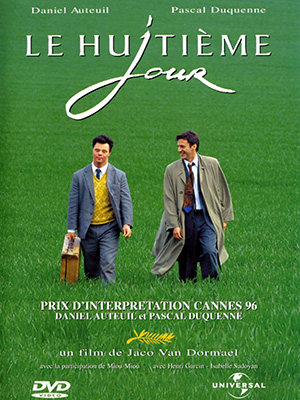 Daniel Auteuil Pascal Duquenne
LE HUITIÈME
Jour
PRIX D'INTERPRETATION CANNES 96
DANIEL AUTEUIL et PASCAL DUQUENNE
un film de Jaco Van Dormael
avec la participation de Miou-Miou avec Henri Garcin - Isabelle Sadoyan
DVD
VIDEO
UNIVERSAL